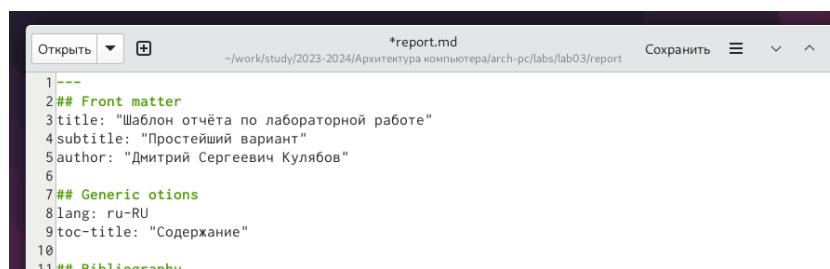 Открыть
*report.md
~/work/study/2023-2024/Архитектура компьютера/arch-pc/labs/lab03/report
Сохранить
1 ---
2 ## Front matter
3 title: "Шаблон отчёта по лабораторной работе"
4 subtitle: "Простейший вариант"
5 author: "Дмитрий Сергеевич Кулябов"
6
7 ## Generic otions
8 lang: ru-RU
9 toc-title: "Содержание"
10
11 ## Bibliography